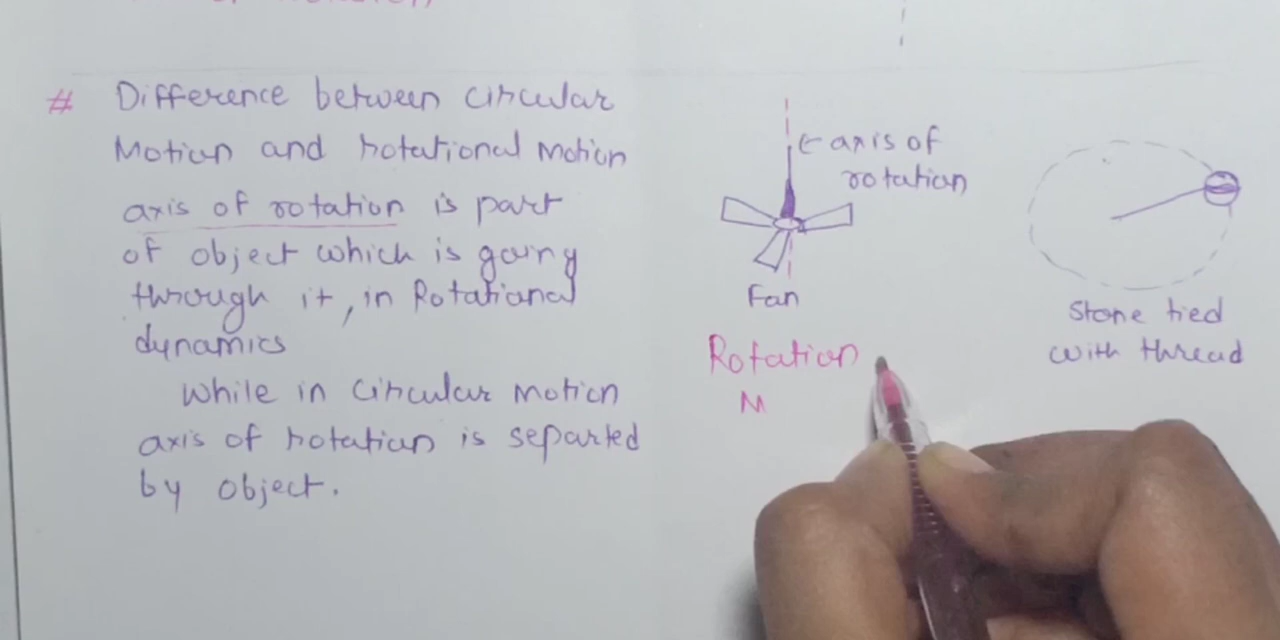 # Difference between Circular
Motion and rotational motion
axis of rotation is part
of object which is going
through it, in Rotational
dynamics
While in Circular motion
axis of rotation is separted
by object.
axis of
rotation
Fan
Rotation
M
Stone tied
with thread